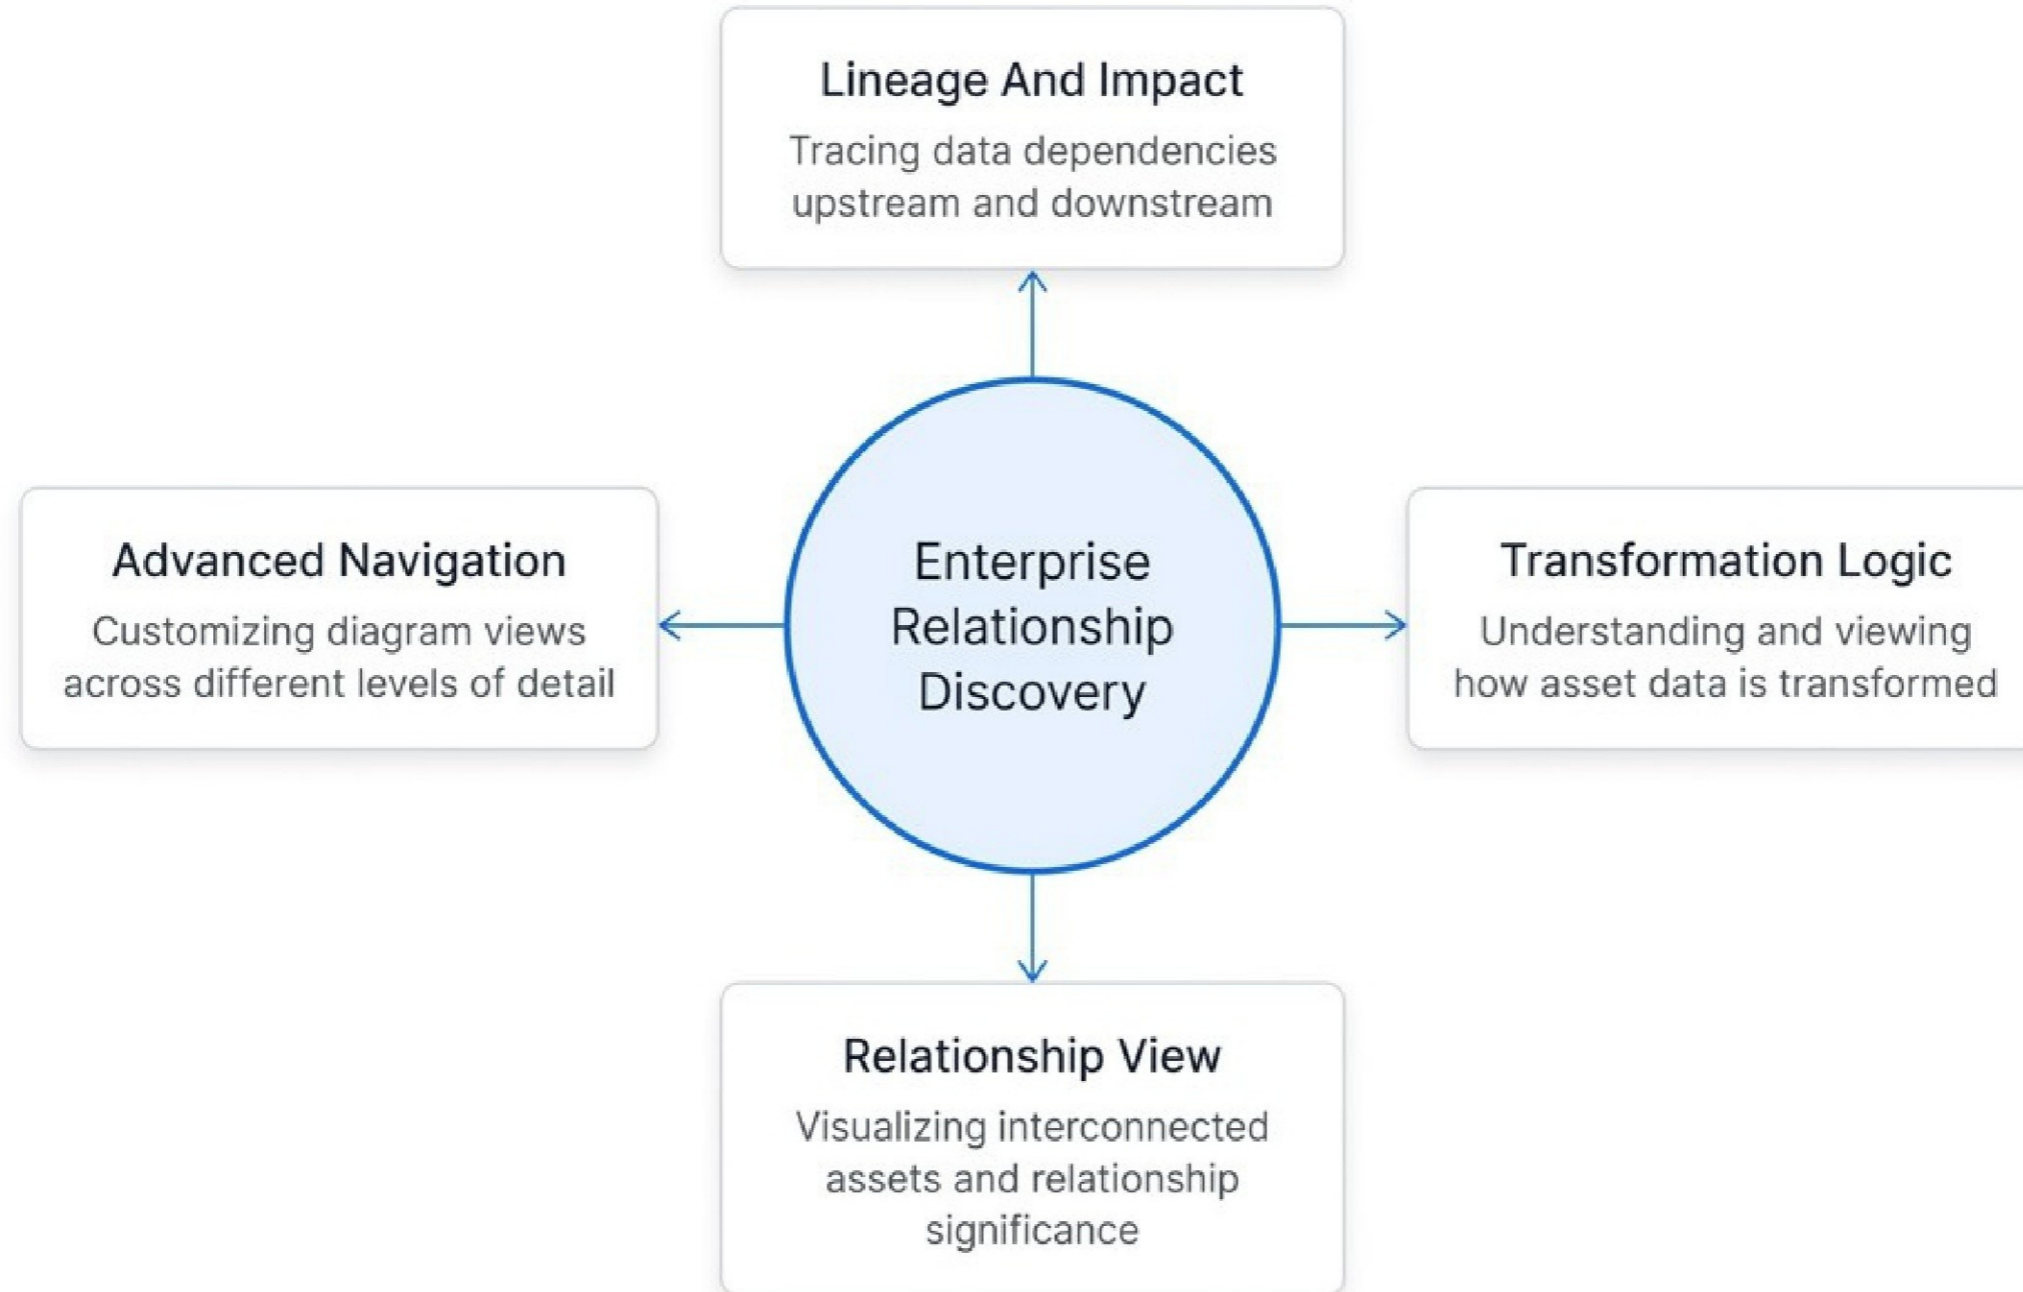 Lineage And Impact
Tracing data dependencies
upstream and downstream
Advanced Navigation
Customizing diagram views
across different levels of detail
Enterprise
Relationship
Discovery
Transformation Logic
Understanding and viewing
how asset data is transformed
Relationship View
Visualizing interconnected
assets and relationship
significance